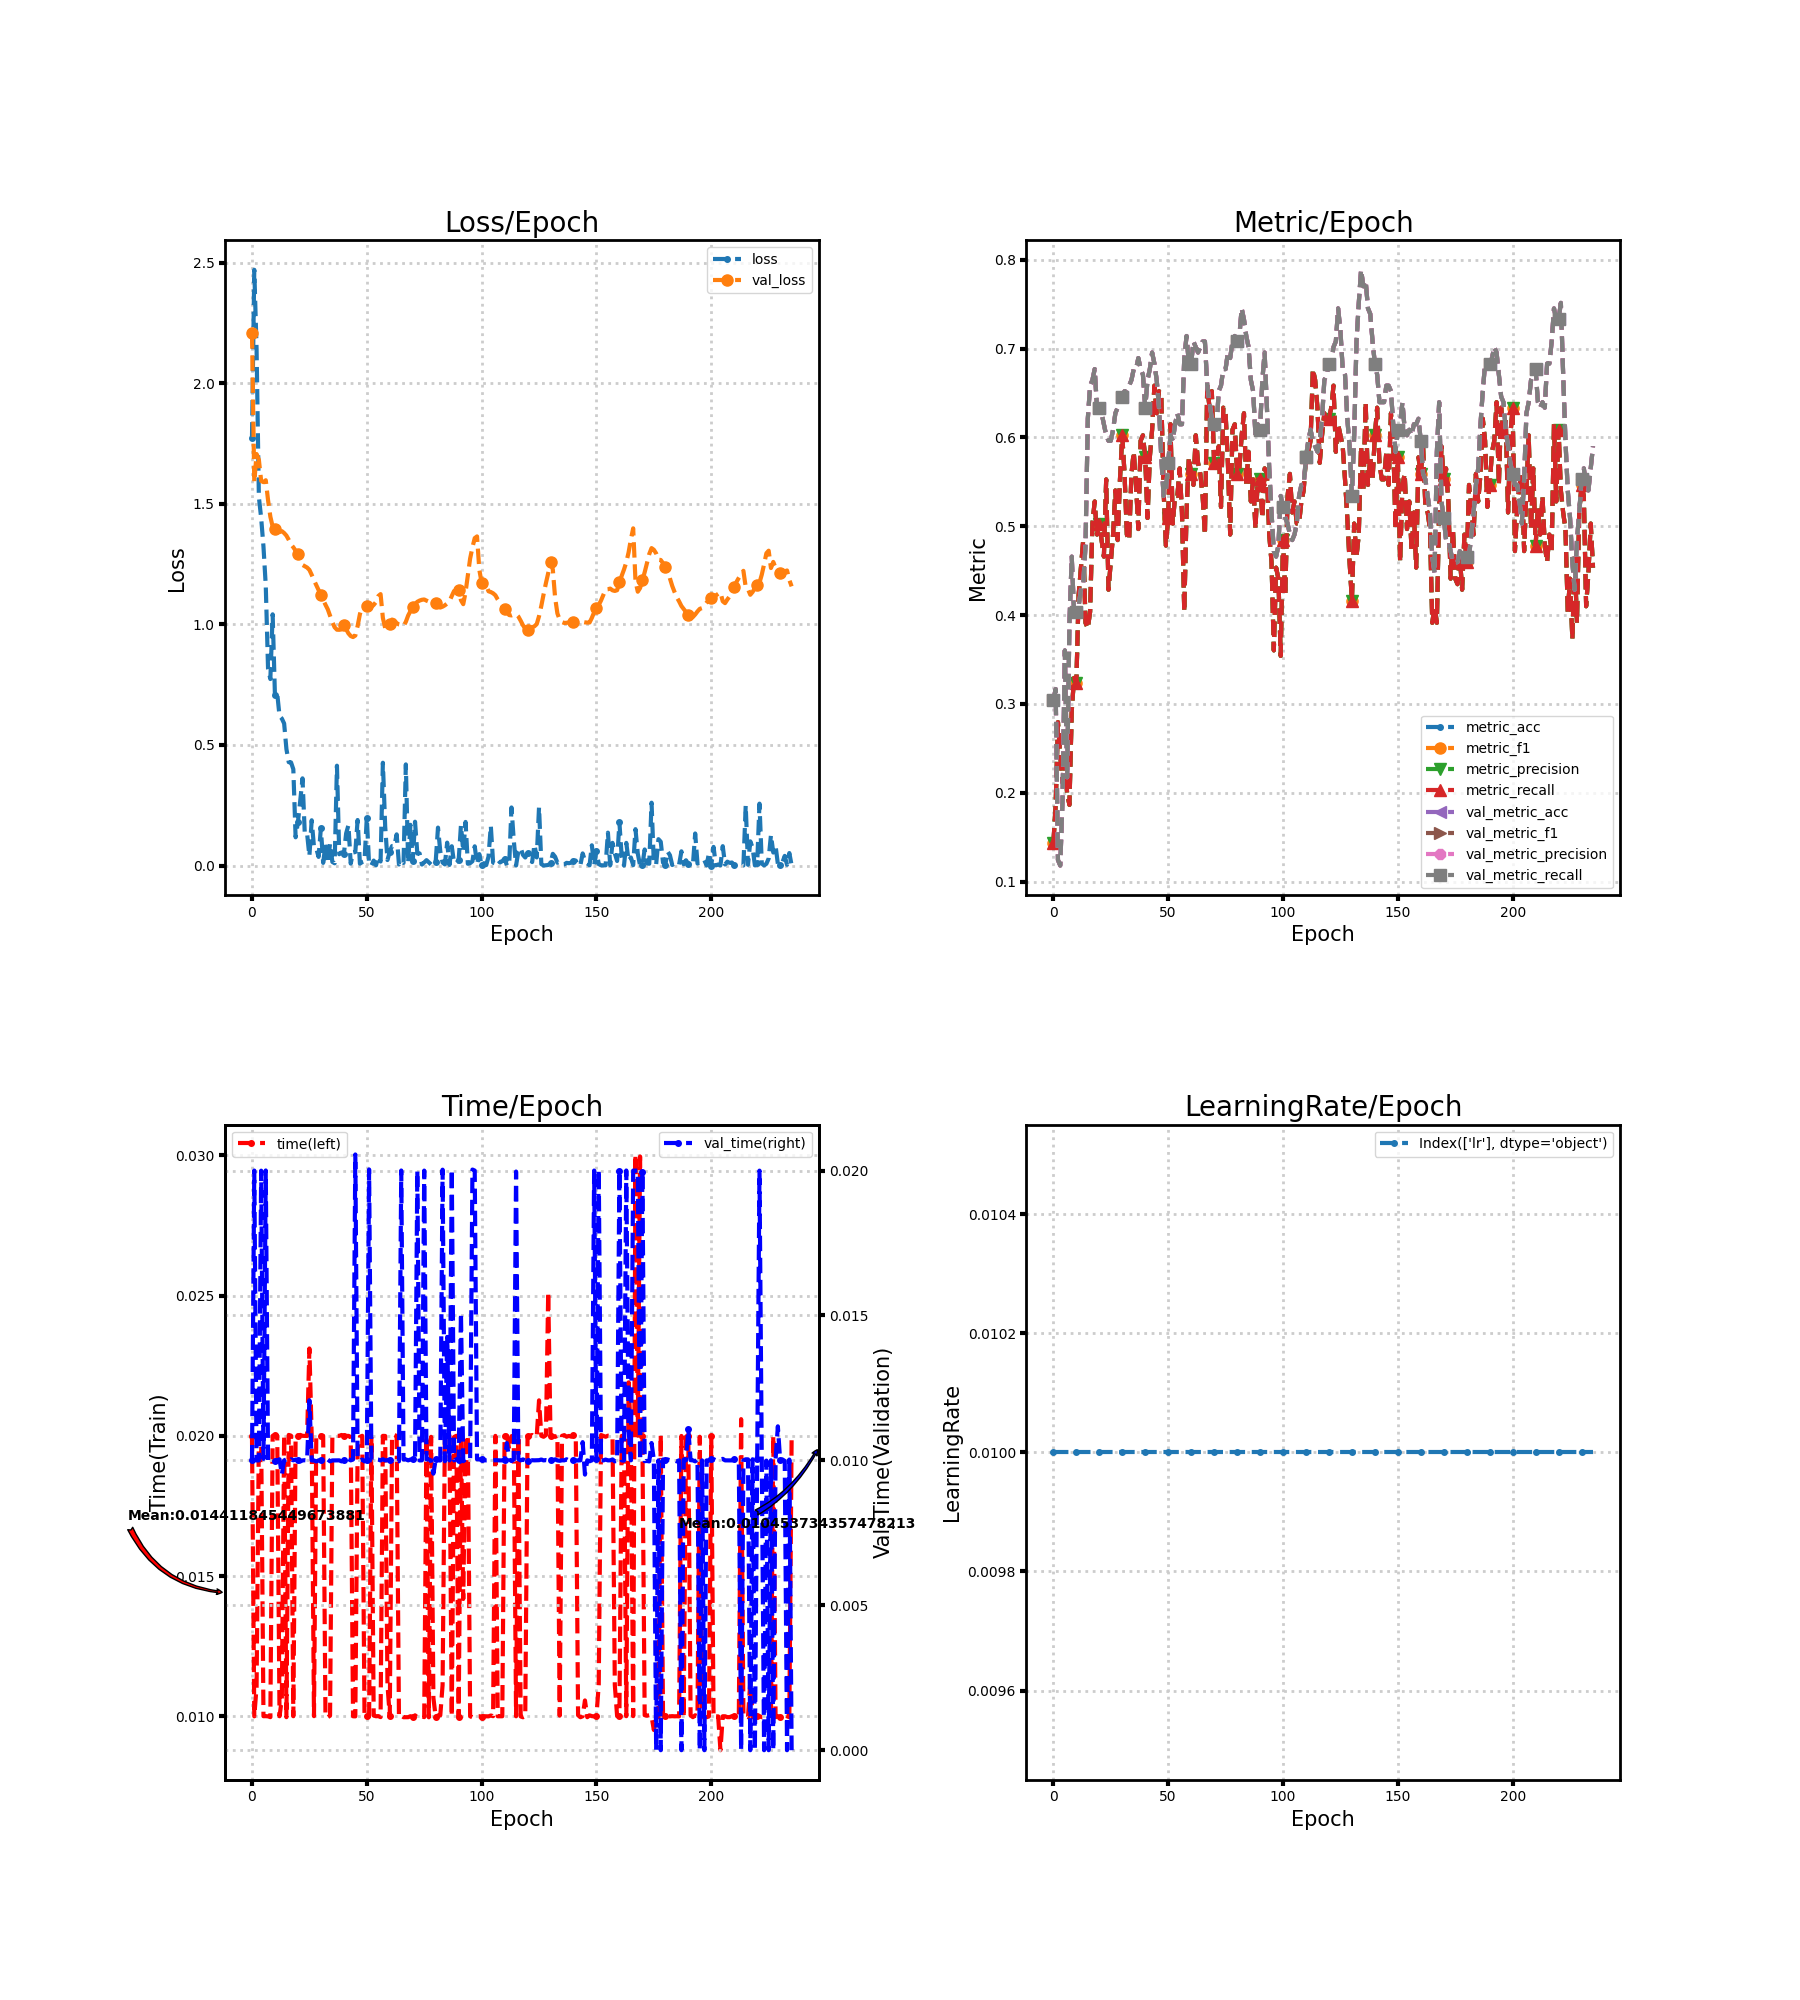 Loss/Epoch
2.5
2.0
1.5
1.0
0.5
0.0
Loss
loss
val_loss
0 50 100 150 200
Epoch
Metric/Epoch
0.8
0.7
0.6
0.5
0.4
0.3
0.2
0.1
Metric
metric_acc
metric_f1
metric_precision
metric_recall
val_metric_acc
val_metric_f1
val_metric_precision
val_metric_recall
0 50 100 150 200
Epoch
Time/Epoch
time(left)
val_time(right)
0.030
0.025
0.020
0.015
0.010
Time(Train)
Mean:0.014411845449673881
0.020
0.015
0.010
0.005
0.000
Val_Time(Validation)
Mean:0.010453734357478213
0 50 100 150 200
Epoch
LearningRate/Epoch
Index(['lr'], dtype='object')
0.0104
0.0102
0.0100
0.0098
0.0096
LearningRate
0 50 100 150 200
Epoch